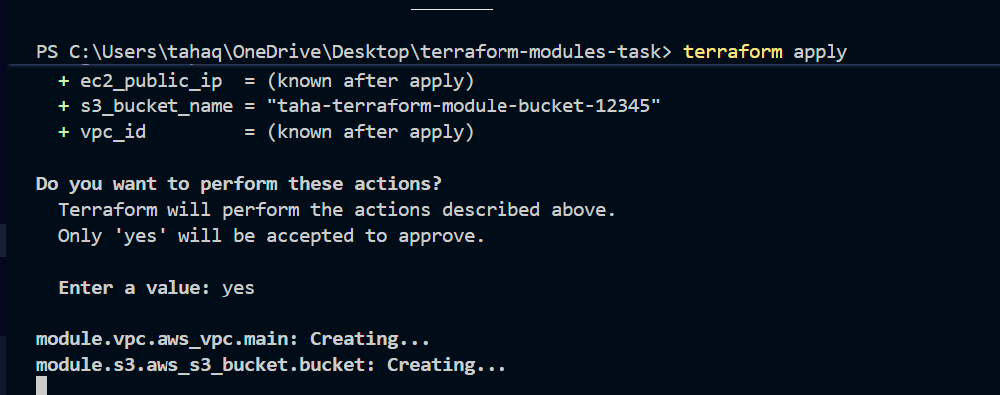 PS C:\Users\tahaq\OneDrive\Desktop\terraform-modules-task> terraform apply
+ ec2_public_ip  = (known after apply)
+ s3_bucket_name = "taha-terraform-module-bucket-12345"
+ vpc_id         = (known after apply)
Do you want to perform these actions?
Terraform will perform the actions described above.
Only 'yes' will be accepted to approve.
Enter a value: yes
module.vpc.aws_vpc.main: Creating...
module.s3.aws_s3_bucket.bucket: Creating...